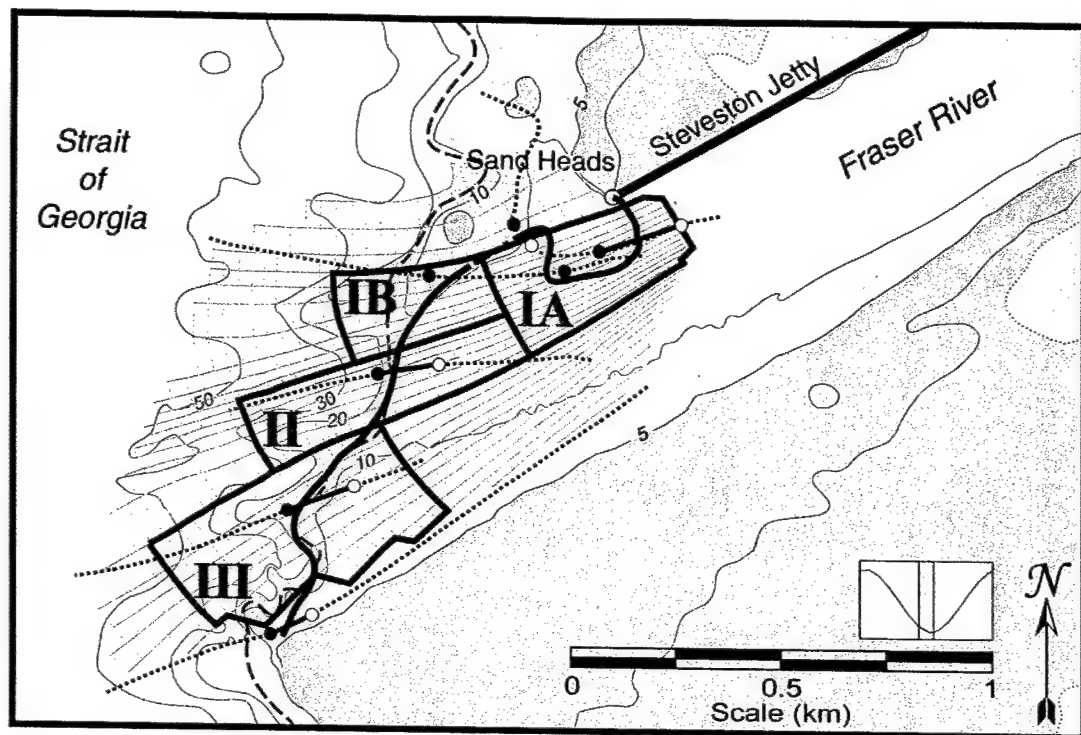 Strait
of
Georgia
Steveston Jetty
Fraser River
Sand Heads
5
10
IB
IA
50
30
20
II
10
5
III
N
0
0.5
1
Scale (km)